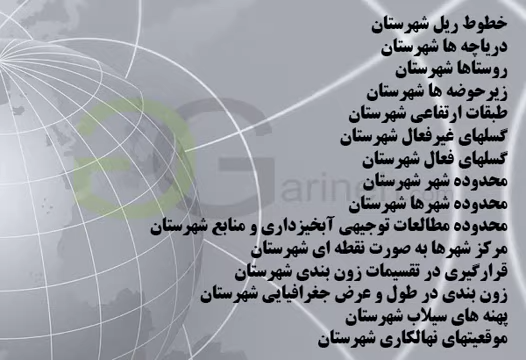 خطوط ریل شهرستان
دریاچه ها شهرستان
روستاها شهرستان
زیرحوضه ها شهرستان
طبقات ارتفاعی شهرستان
گسلهای غیرفعال شهرستان
گسلهای فعال شهرستان
محدوده شهر شهرستان
محدوده شهرها شهرستان
محدوده مطالعات توجیهی آبخیزداری و منابع شهرستان
مرکز شهرها به صورت نقطه ای شهرستان
قرارگیری در تقسیمات زون بندی شهرستان
زون بندی در طول و عرض جغرافیایی شهرستان
پهنه های سیلاب شهرستان
موقعیتهای نهالکاری شهرستان